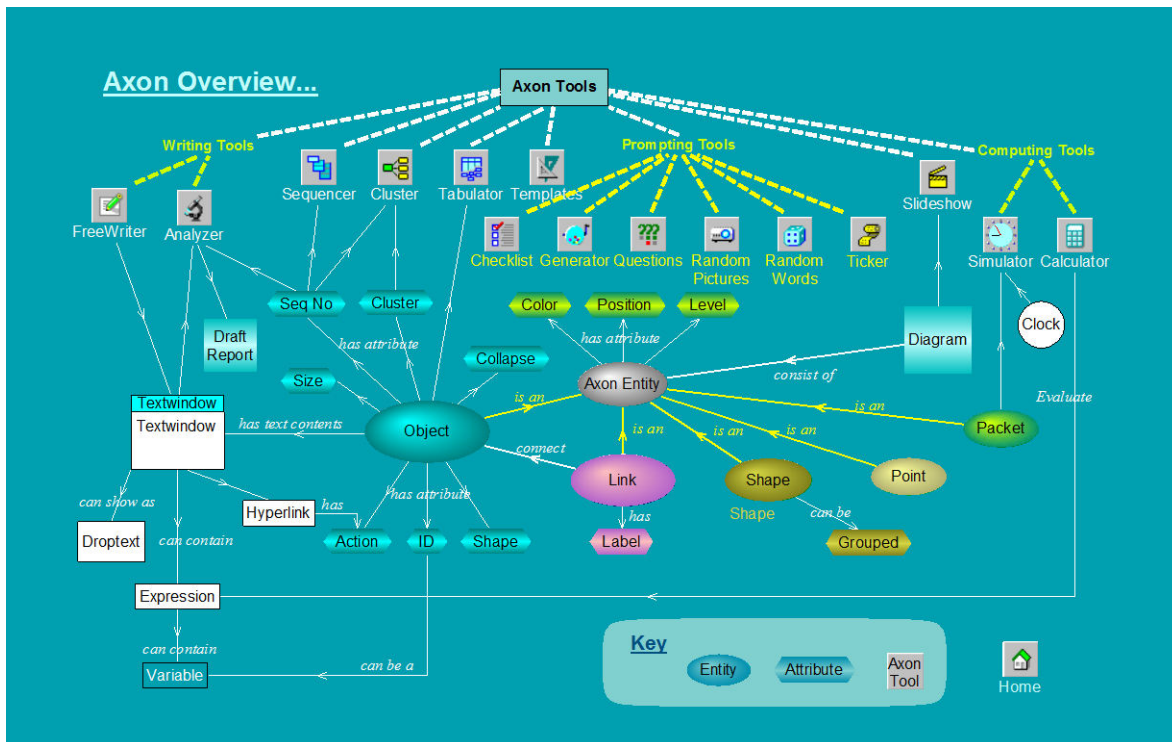 Axon Overview...
Axon Tools
Writing Tools
Prompting Tools
Computing Tools
Sequencer
Cluster
Tabulator
Templates
Slideshow
FreeWriter
Analyzer
Checklist
Generator
Questions
Random
Pictures
Random
Words
Ticker
Simulator
Calculator
Seq No
Cluster
Color
Position
Level
Clock
Draft
Report
has attribute
has attribute
Diagram
Collapse
Size
Axon Entity
consist of
Evaluate
Textwindow
Textwindow
is an
is an
Packet
has text contents
Object
is an
is an
is an
connect
Link
Shape
Point
can show as
has attribute
Hyperlink
has
has
Shape
can be
Droptext
can contain
Action
ID
Shape
Label
Grouped
Expression
can contain
Variable
can be a
Key
Entity
Attribute
Axon
Tool
Home